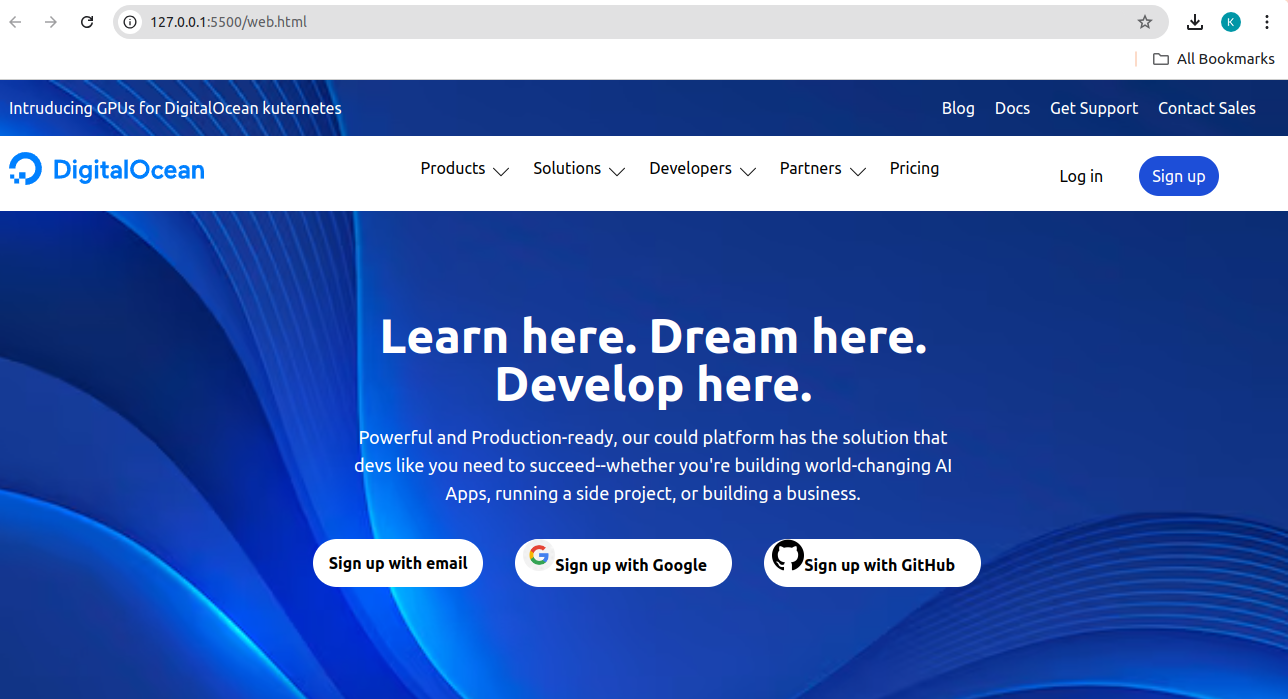 127.0.0.1:5500/web.html
K
All Bookmarks
Intruducing GPUs for DigitalOcean kuternetes
Blog Docs Get Support Contact Sales
DigitalOcean
Products Solutions Developers Partners Pricing
Log in Sign up
Learn here. Dream here.
Develop here.
Powerful and Production-ready, our could platform has the solution that
devs like you need to succeed--whether you're building world-changing AI
Apps, running a side project, or building a business.
Sign up with email Sign up with Google Sign up with GitHub